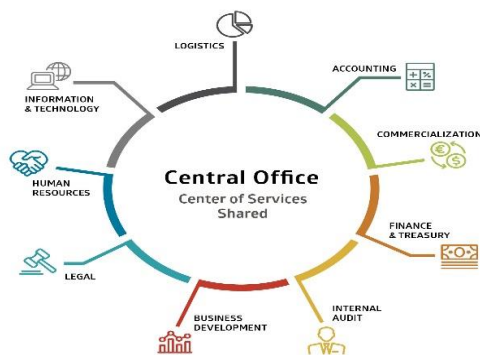 LOGISTICS
ACCOUNTING
COMMERCIALIZATION
FINANCE
& TREASURY
INTERNAL
AUDIT
BUSINESS
DEVELOPMENT
LEGAL
HUMAN
RESOURCES
INFORMATION
& TECHNOLOGY
Central Office
Center of Services
Shared